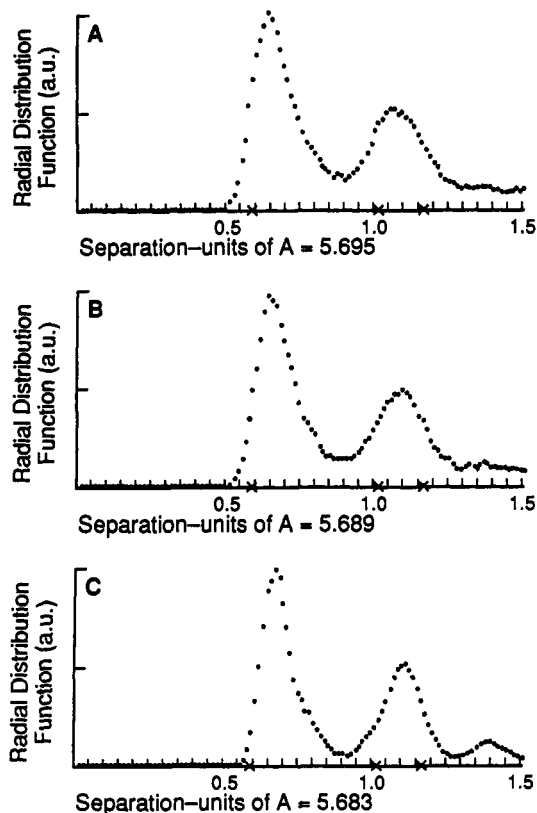 A
Radial Distribution
Function (a.u.)
0.5 1.0 1.5
Separation–units of A = 5.695
B
Radial Distribution
Function (a.u.)
0.5 1.0 1.5
Separation–units of A = 5.689
C
Radial Distribution
Function (a.u.)
0.5 1.0 1.5
Separation–units of A = 5.683